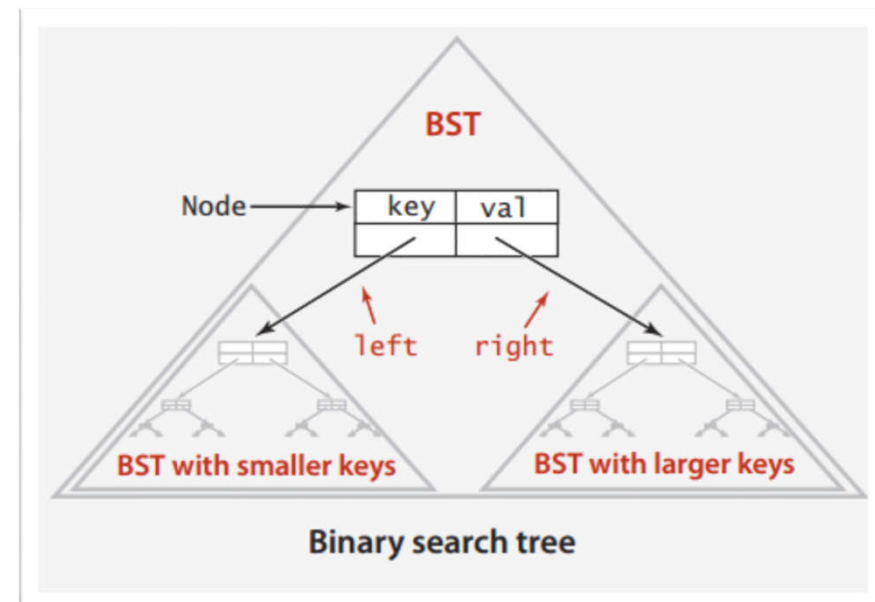 BST
Node
key val
left right
BST with smaller keys BST with larger keys
Binary search tree